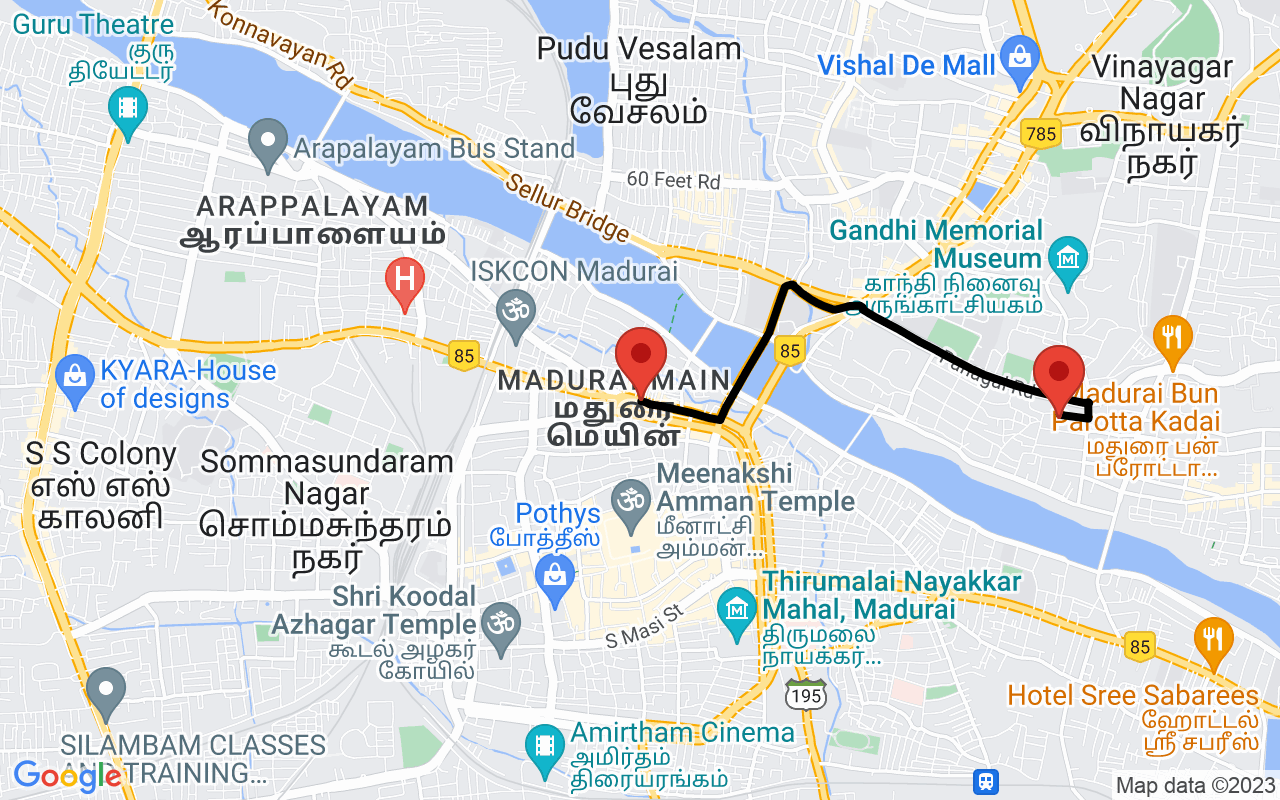 Guru Theatre
குரு
தியேட்டர்
Konnavayan Rd
Pudu Vesalam
புது
வேசலம்
Vishal De Mall
Vinayagar
Nagar
விநாயகர்
நகர்
785
Arapalayam Bus Stand
60 Feet Rd
Sellur Bridge
ARAPPALAYAM
ஆரப்பாளையம்
H
Gandhi Memorial
Museum
காந்தி நினைவு
ISKCON Madurai
85
85
KYARA-House
of designs
MADURAI MAIN
மதுரை
மெயின்
Panagal Rd
Madurai Bun
Parotta Kadai
மதுரை பன்
ப்ரோட்டா...
S S Colony
எஸ் எஸ்
காலனி
Sommasundaram
Nagar
சொம்மசுந்தரம்
நகர்
Meenakshi
Amman Temple
மீனாட்சி
அம்மன்...
Pothys
போத்தீஸ்
Shri Koodal
Azhagar Temple
கூடல் அழகர்
கோயில்
S Masi St
Thirumalai Nayakkar
Mahal, Madurai
திருமலை
நாயக்கர்...
85
195
Hotel Sree Sabarees
ஹோட்டல்
ஸ்ரீ சபரீஸ்
Amirtham Cinema
அமிர்தம்
திரையரங்கம்
SILAMBAM CLASSES
AND TRAINING...
Google
Map data ©2023